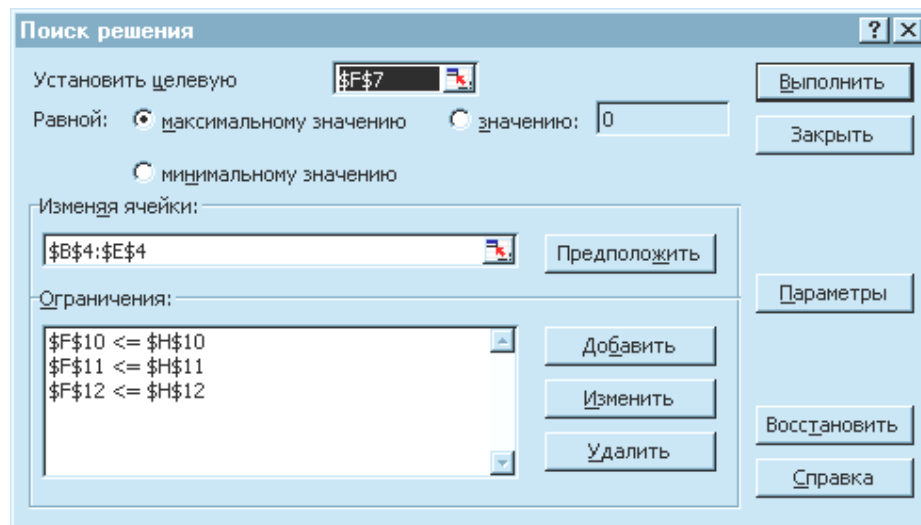 Поиск решения ? X
Установить целевую $F$7 Выполнить
Равной: максимальному значению значению: 0 Закрыть
минимальному значению
Изменяя ячейки:
$B$4:$E$4 Предположить
Ограничения: Параметры
$F$10 <= $H$10 Добавить
$F$11 <= $H$11
$F$12 <= $H$12 Изменить
Восстановить
Удалить
Справка